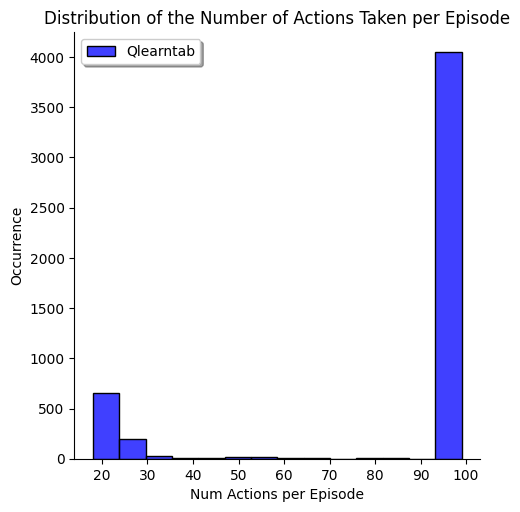 Distribution of the Number of Actions Taken per Episode
Qlearntab
4000
3500
3000
2500
2000
1500
1000
500
0
Occurrence
20 30 40 50 60 70 80 90 100
Num Actions per Episode